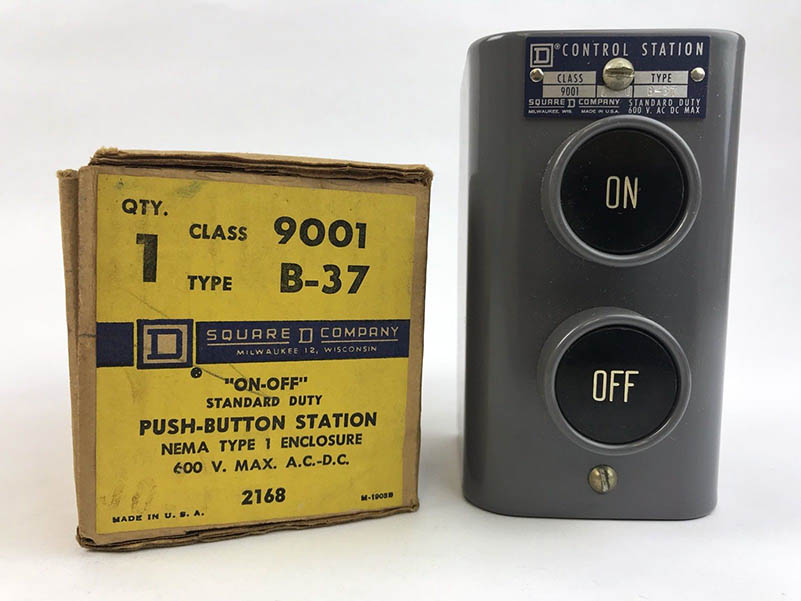 QTY.
1
CLASS 9001
TYPE B-37
D
SQUARE D COMPANY
MILWAUKEE 12, WISCONSIN
"ON-OFF"
STANDARD DUTY
PUSH-BUTTON STATION
NEMA TYPE 1 ENCLOSURE
600 V. MAX. A.C.-D.C.
2168
M-1903B
MADE IN U. S. A.
D ® CONTROL STATION
CLASS TYPE
9001 B-37
SQUARE D COMPANY STANDARD DUTY
MILWAUKEE, WIS. MADE IN U.S.A. 600 V. AC DC MAX
ON
OFF